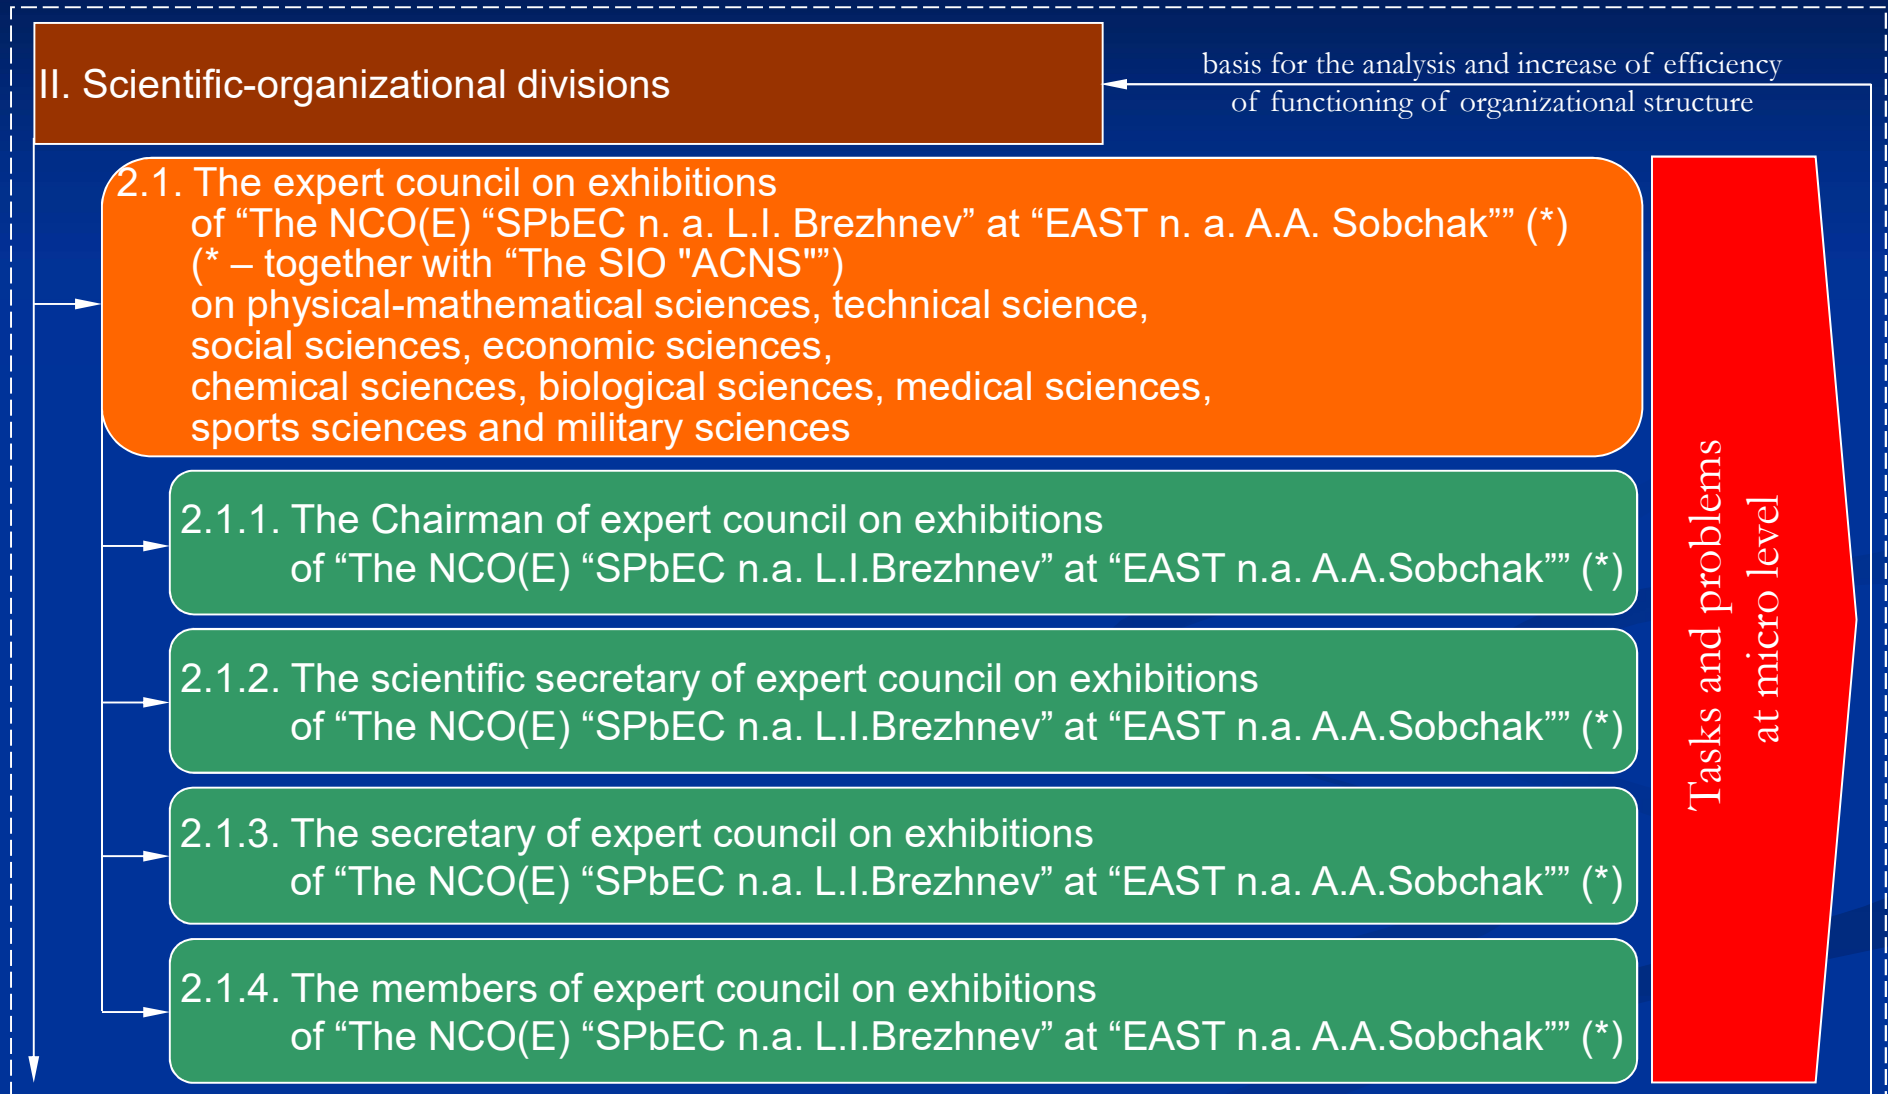 II. Scientific-organizational divisions
basis for the analysis and increase of efficiency
of functioning of organizational structure
2.1. The expert council on exhibitions
of “The NCO(E) “SPbEC n. a. L.I. Brezhnev” at “EAST n. a. A.A. Sobchak”” (*)
(* – together with “The SIO "ACNS"”)
on physical-mathematical sciences, technical science,
social sciences, economic sciences,
chemical sciences, biological sciences, medical sciences,
sports sciences and military sciences
2.1.1. The Chairman of expert council on exhibitions
of “The NCO(E) “SPbEC n.a. L.I.Brezhnev” at “EAST n.a. A.A.Sobchak”” (*)
2.1.2. The scientific secretary of expert council on exhibitions
of “The NCO(E) “SPbEC n.a. L.I.Brezhnev” at “EAST n.a. A.A.Sobchak”” (*)
2.1.3. The secretary of expert council on exhibitions
of “The NCO(E) “SPbEC n.a. L.I.Brezhnev” at “EAST n.a. A.A.Sobchak”” (*)
2.1.4. The members of expert council on exhibitions
of “The NCO(E) “SPbEC n.a. L.I.Brezhnev” at “EAST n.a. A.A.Sobchak”” (*)
Tasks and problems
at micro level